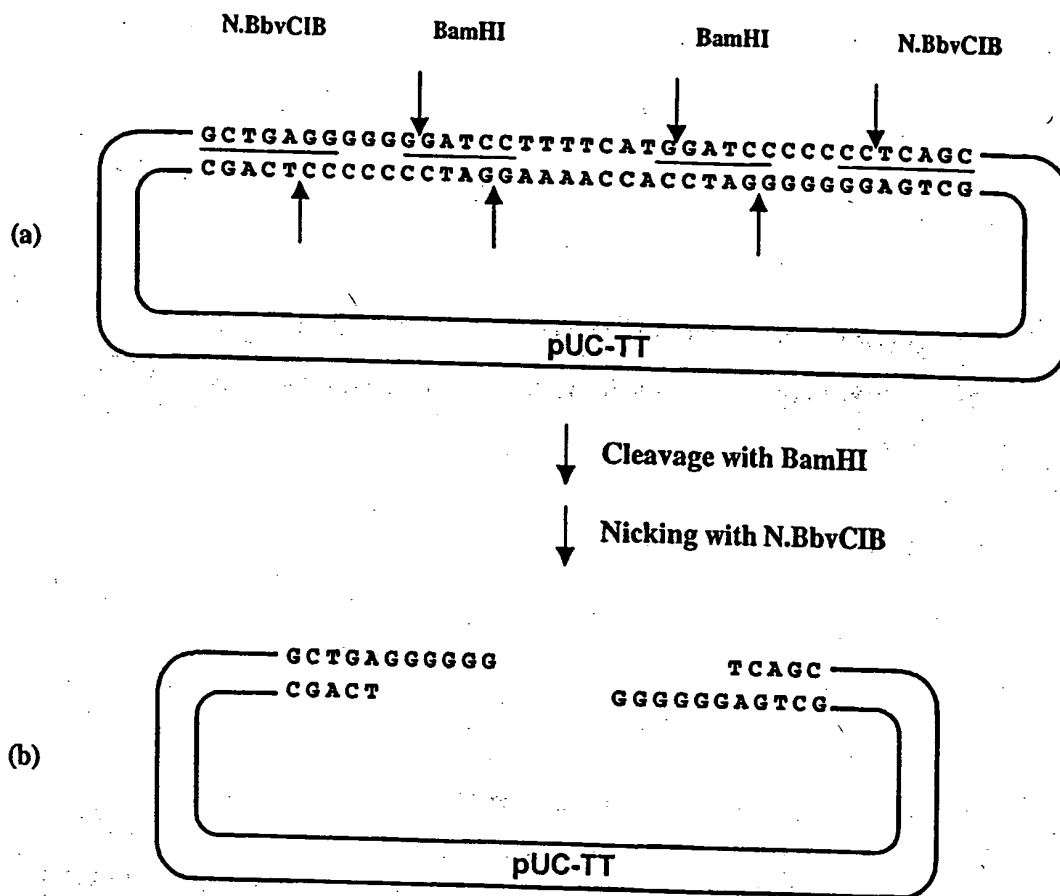 N.BbvCIB BamHI BamHI N.BbvCIB
GCTGAGGGGGGGATCCTTTTCATGGATCCCCCCCTCAGC
CGACTCCCCCCCTAGGAAAACCACCTAGGGGGGGAGTCG
(a)
pUC-TT
Cleavage with BamHI
Nicking with N.BbvCIB
GCTGAGGGGGG TCAGC
CGACT GGGGGGAGTCG
(b)
pUC-TT